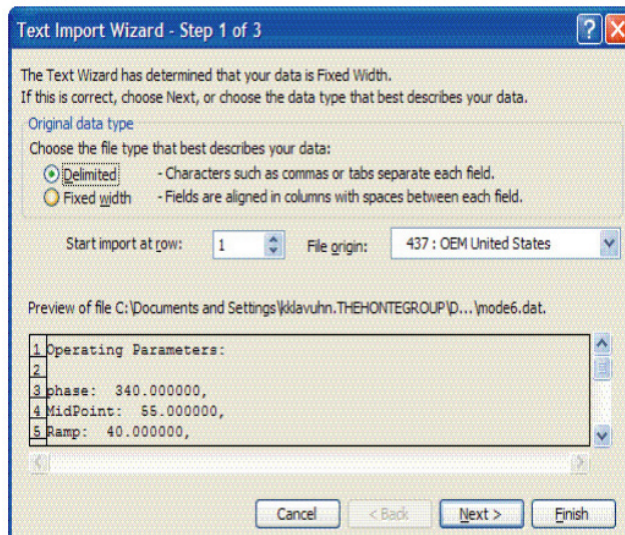 Text Import Wizard - Step 1 of 3
The Text Wizard has determined that your data is Fixed Width.
If this is correct, choose Next, or choose the data type that best describes your data.
Original data type
Choose the file type that best describes your data:
Delimited - Characters such as commas or tabs separate each field.
Fixed width - Fields are aligned in columns with spaces between each field.
Start import at row: 1 File origin: 437 : OEM United States
Preview of file C:\Documents and Settings\kklavuhn.THEHONTEGROUP\D...\mode6.dat.
1 Operating Parameters:
2
3 phase: 340.000000,
4 MidPoint: 55.000000,
5 Ramp: 40.000000,
Cancel < Back Next > Finish